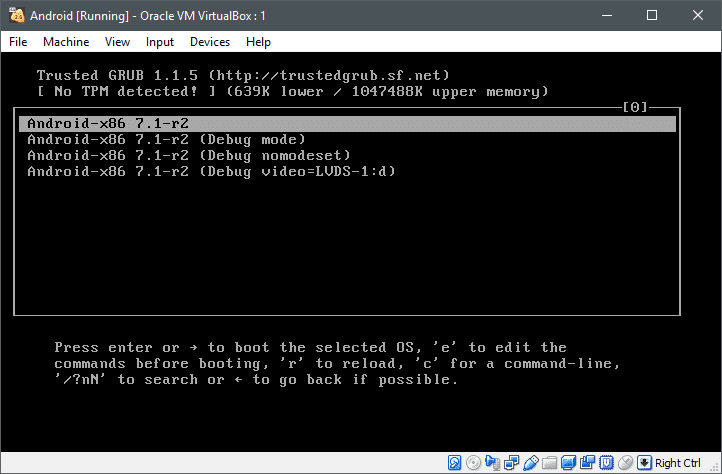 Android [Running] - Oracle VM VirtualBox : 1
File Machine View Input Devices Help
Trusted GRUB 1.1.5 (http://trustedgrub.sf.net)
[ No TPM detected! ] (639K lower / 1047488K upper memory)
[0]
Android-x86 7.1-r2
Android-x86 7.1-r2 (Debug mode)
Android-x86 7.1-r2 (Debug nomodeset)
Android-x86 7.1-r2 (Debug video=LVDS-1:d)
Press enter or → to boot the selected OS, 'e' to edit the
commands before booting, 'r' to reload, 'c' for a command-line,
'/?nN' to search or ← to go back if possible.
Right Ctrl